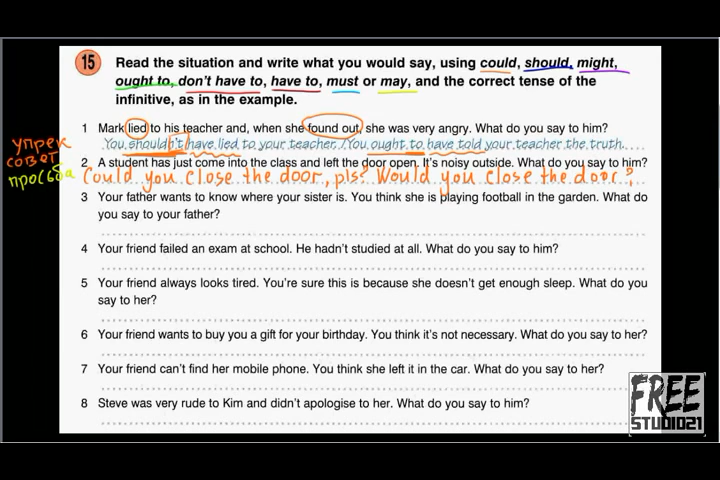 15 Read the situation and write what you would say, using could, should, might,
ought to, don't have to, have to, must or may, and the correct tense of the
infinitive, as in the example.
1 Mark lied to his teacher and, when she found out, she was very angry. What do you say to him?
You shouldn't have lied to your teacher. /You ought to have told your teacher the truth.
упрек
совет
2 A student has just come into the class and left the door open. It's noisy outside. What do you say to him?
просьба Could you close the door, pls? Would you close the door?
3 Your father wants to know where your sister is. You think she is playing football in the garden. What do
you say to your father?
4 Your friend failed an exam at school. He hadn't studied at all. What do you say to him?
5 Your friend always looks tired. You're sure this is because she doesn't get enough sleep. What do you
say to her?
6 Your friend wants to buy you a gift for your birthday. You think it's not necessary. What do you say to her?
7 Your friend can't find her mobile phone. You think she left it in the car. What do you say to her?
8 Steve was very rude to Kim and didn't apologise to her. What do you say to him?
FREE
STUDIO21